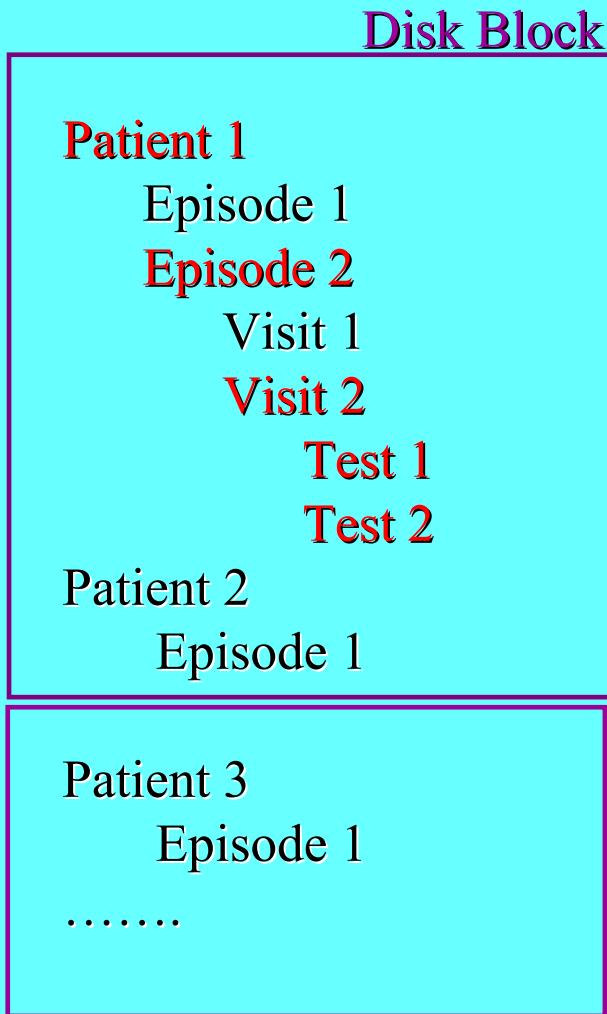 Disk Block
Patient 1
Episode 1
Episode 2
Visit 1
Visit 2
Test 1
Test 2
Patient 2
Episode 1
Patient 3
Episode 1
…….